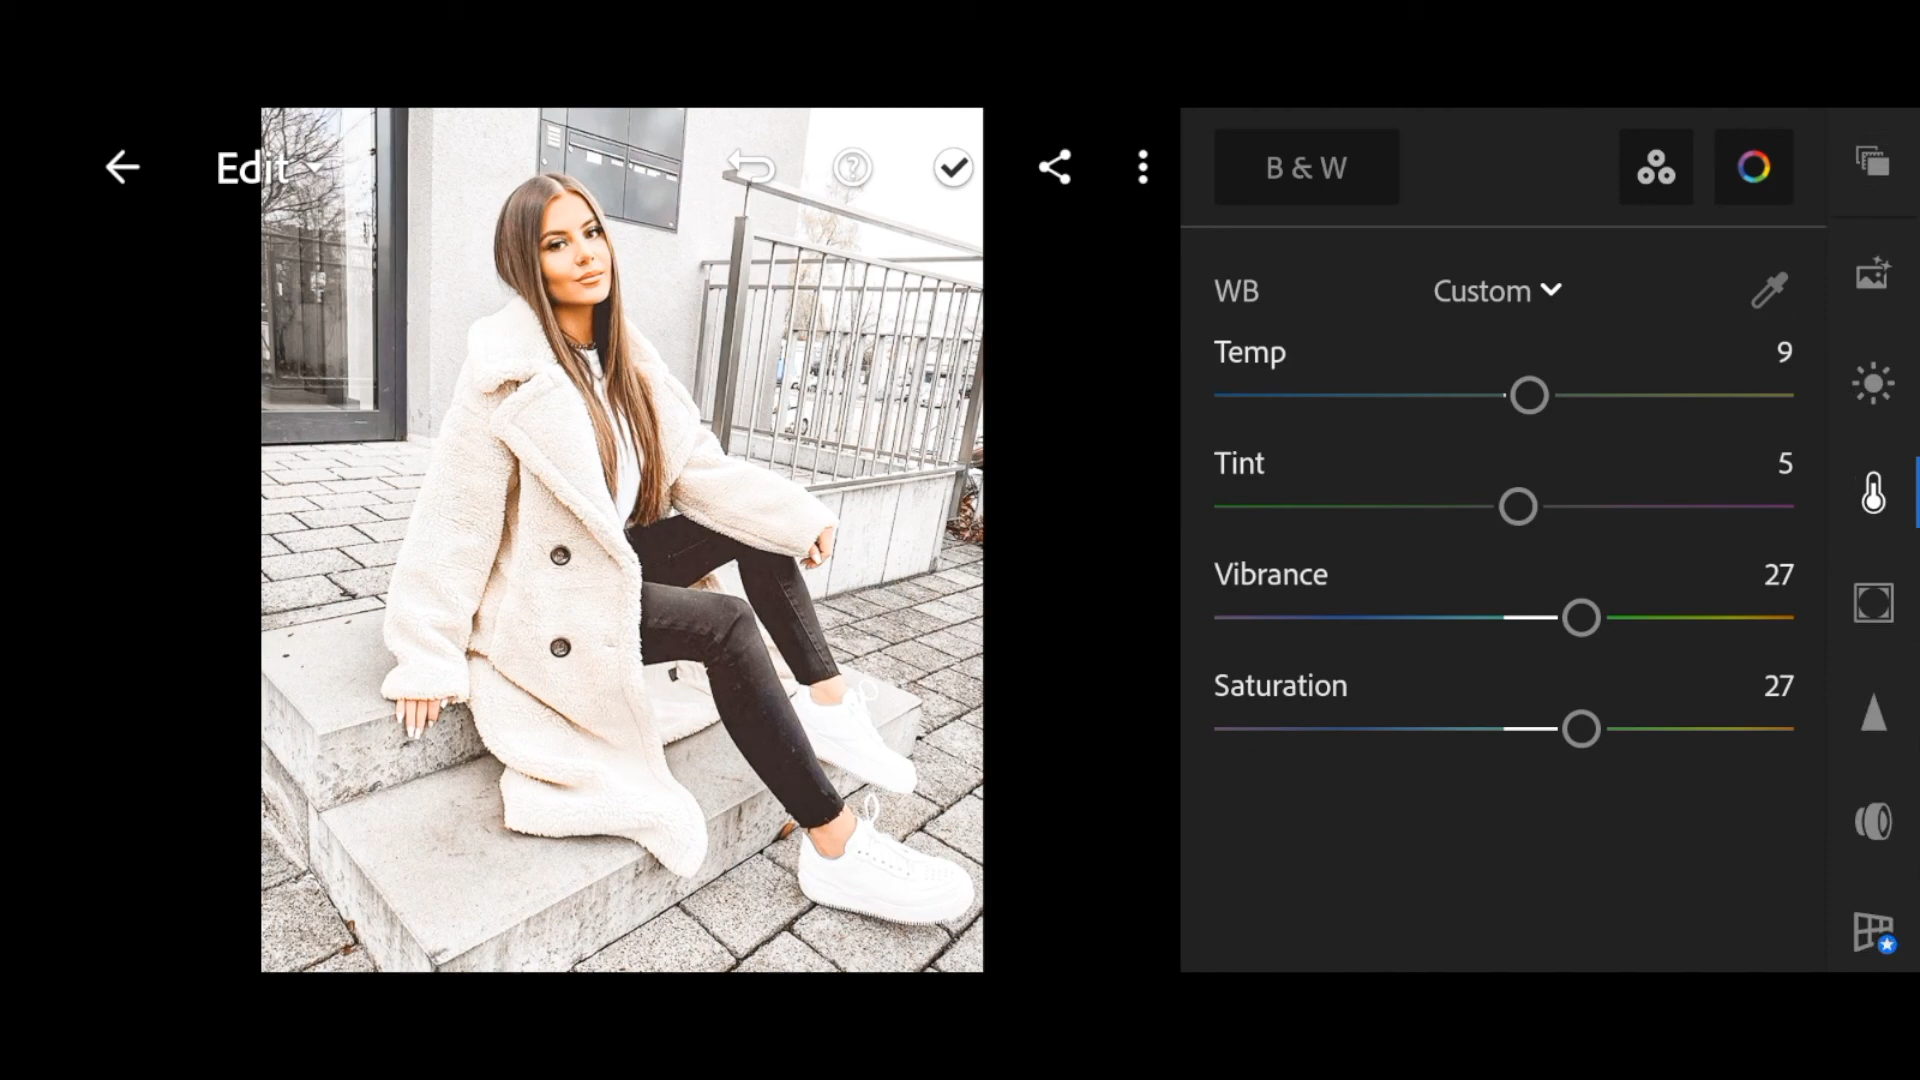 Edit
B & W
WB Custom
Temp 9
Tint 5
Vibrance 27
Saturation 27